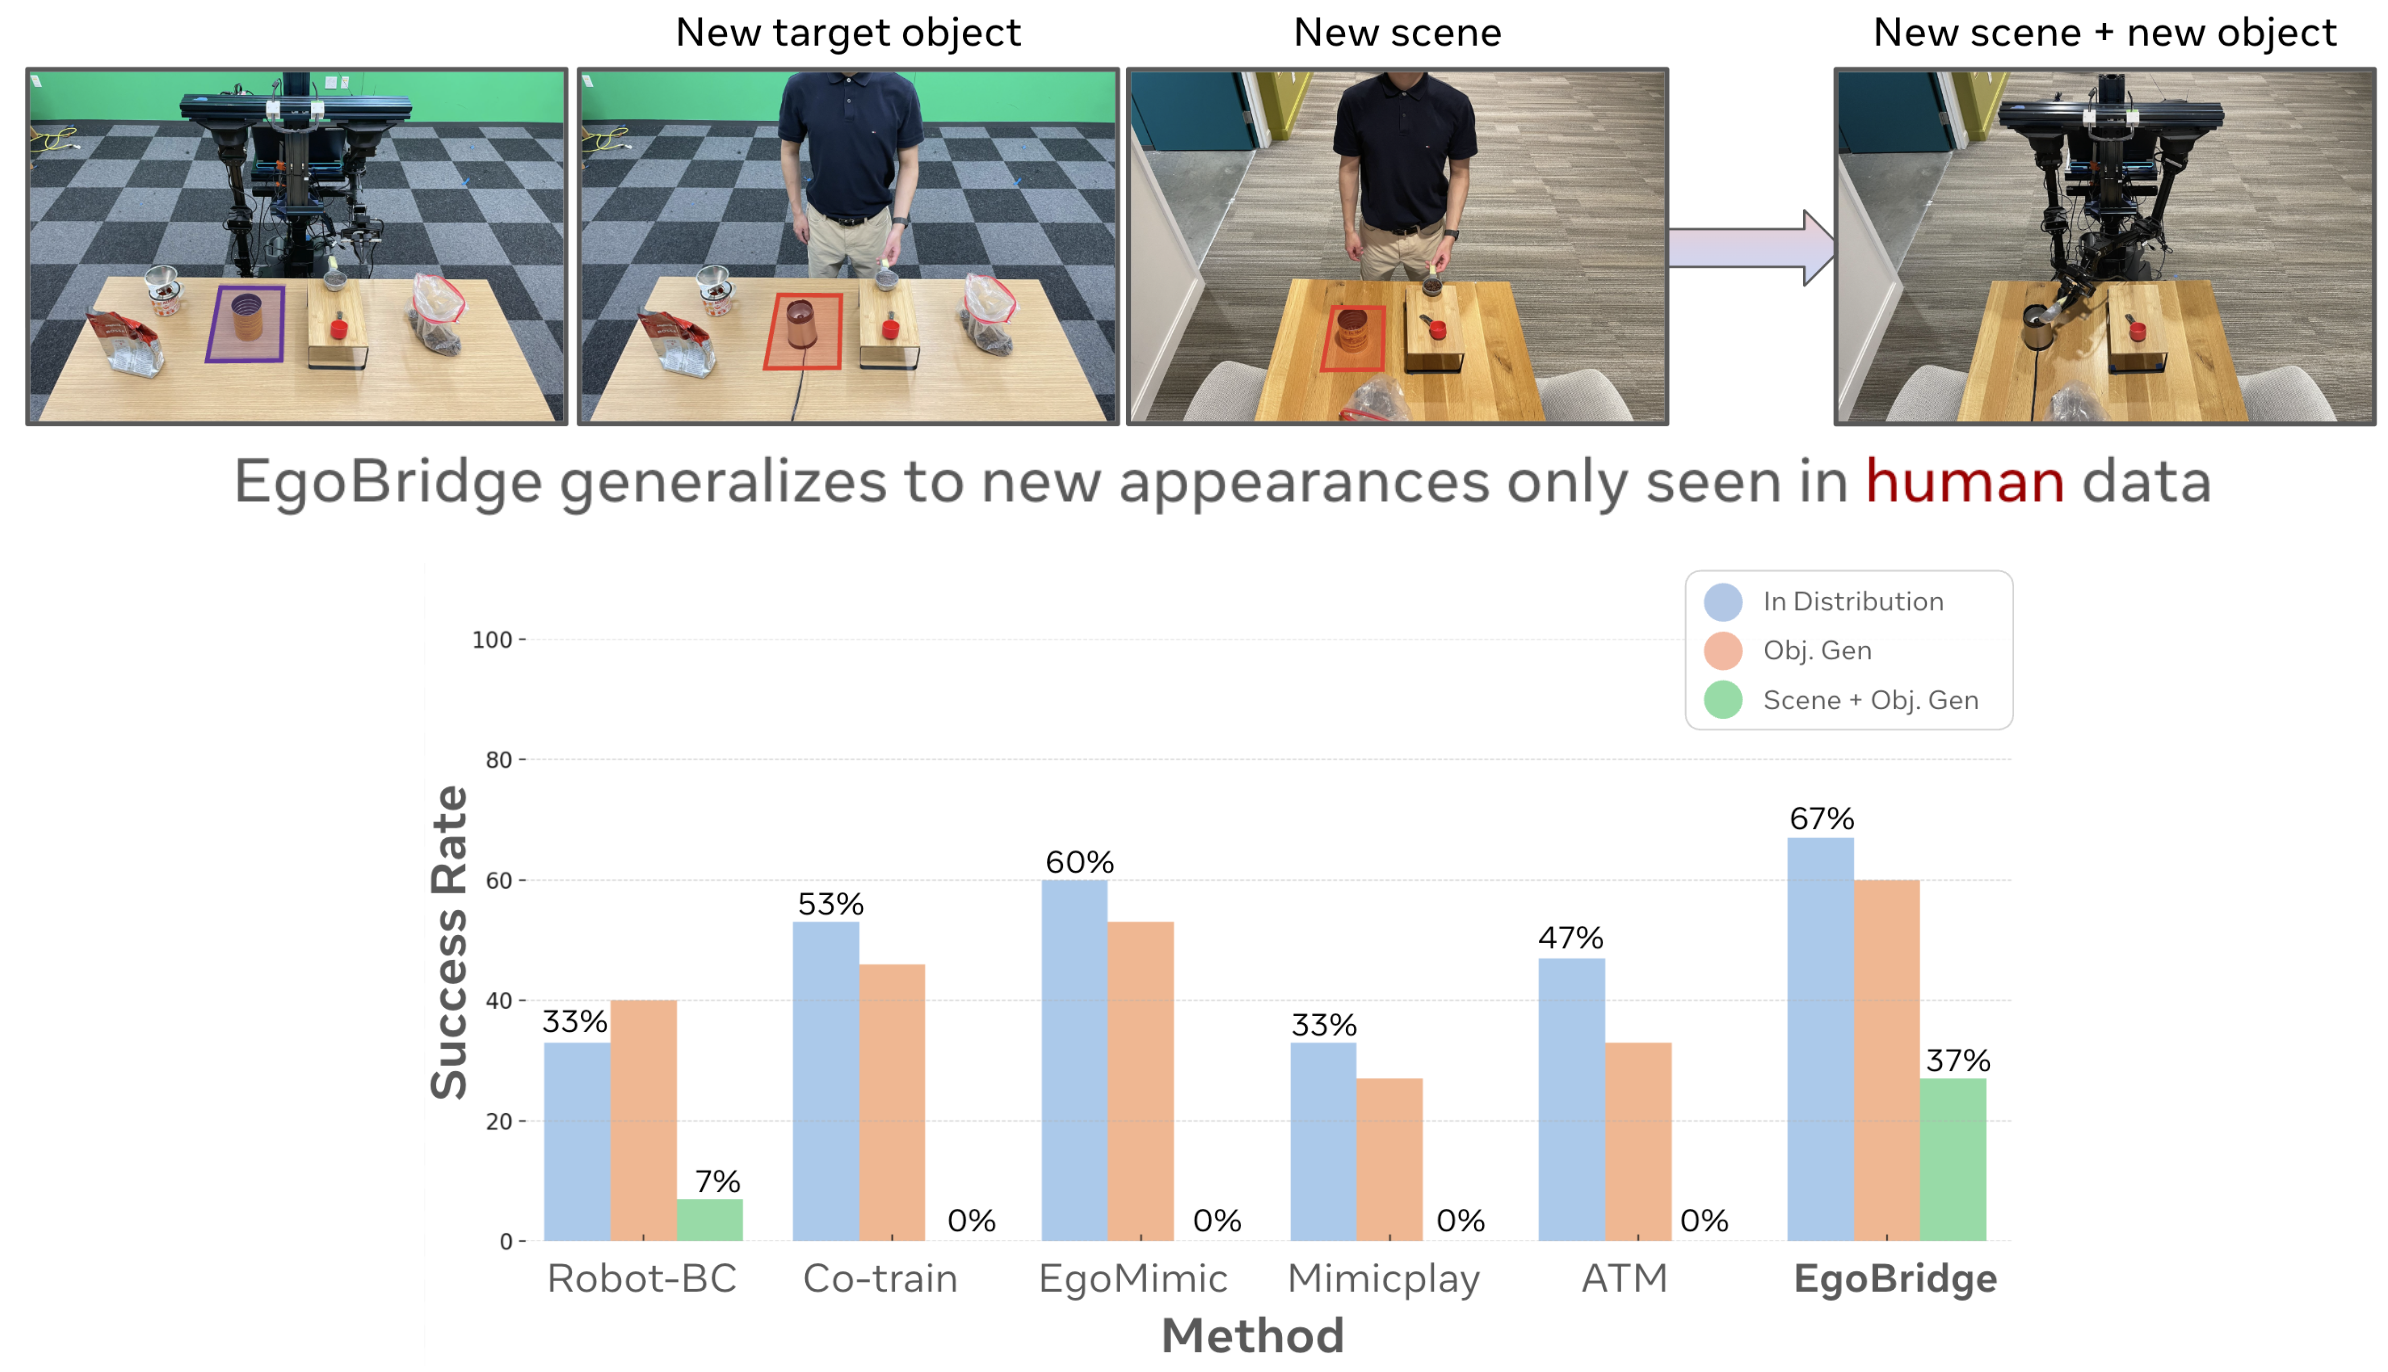 New target object
New scene
New scene + new object
EgoBridge generalizes to new appearances only seen in human data
In Distribution
Obj. Gen
Scene + Obj. Gen
Success Rate
100
80
60
40
20
0
33%
7%
53%
0%
60%
0%
33%
0%
47%
0%
67%
37%
Robot-BC
Co-train
EgoMimic
Mimicplay
ATM
EgoBridge
Method